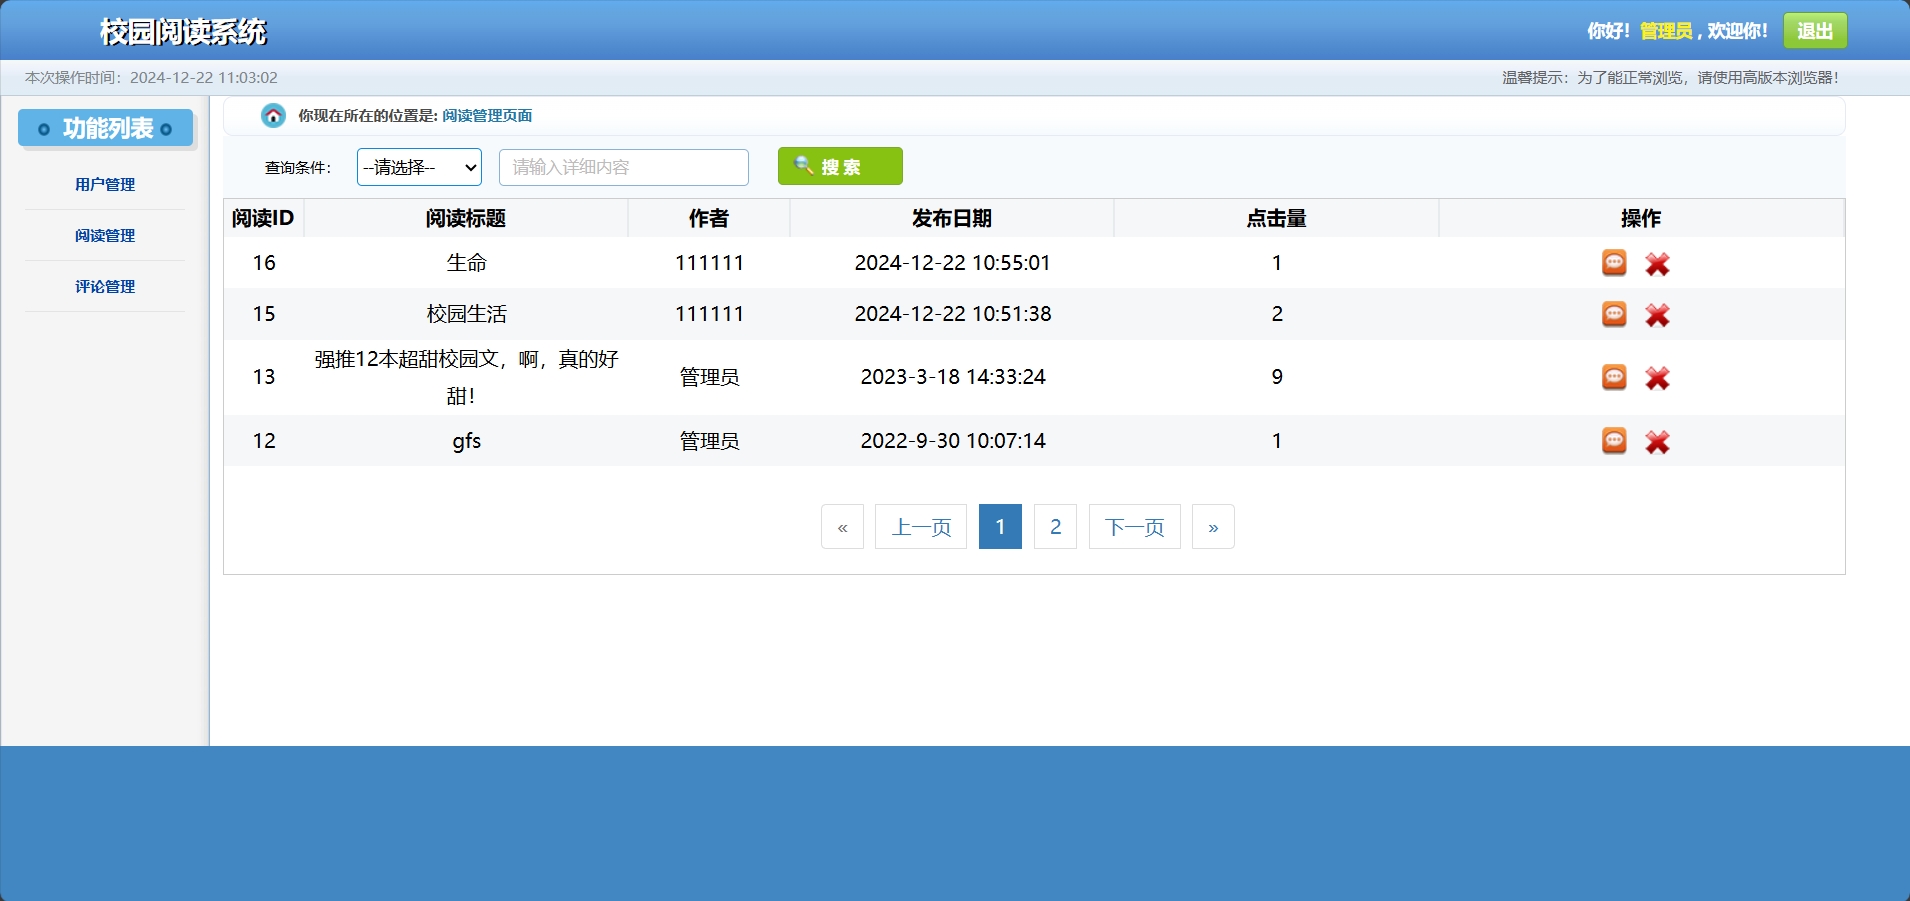 校园阅读系统
你好！管理员，欢迎你！ 退出
本次操作时间：2024-12-22 11:03:02 温馨提示：为了能正常浏览，请使用高版本浏览器！
功能列表
用户管理
阅读管理
评论管理
你现在所在的位置是: 阅读管理页面
查询条件： --请选择-- 请输入详细内容 搜 索
阅读ID 阅读标题 作者 发布日期 点击量 操作
16 生命 111111 2024-12-22 10:55:01 1
15 校园生活 111111 2024-12-22 10:51:38 2
13 强推12本超甜校园文，啊，真的好 管理员 2023-3-18 14:33:24 9
甜！
12 gfs 管理员 2022-9-30 10:07:14 1
« 上一页 1 2 下一页 »